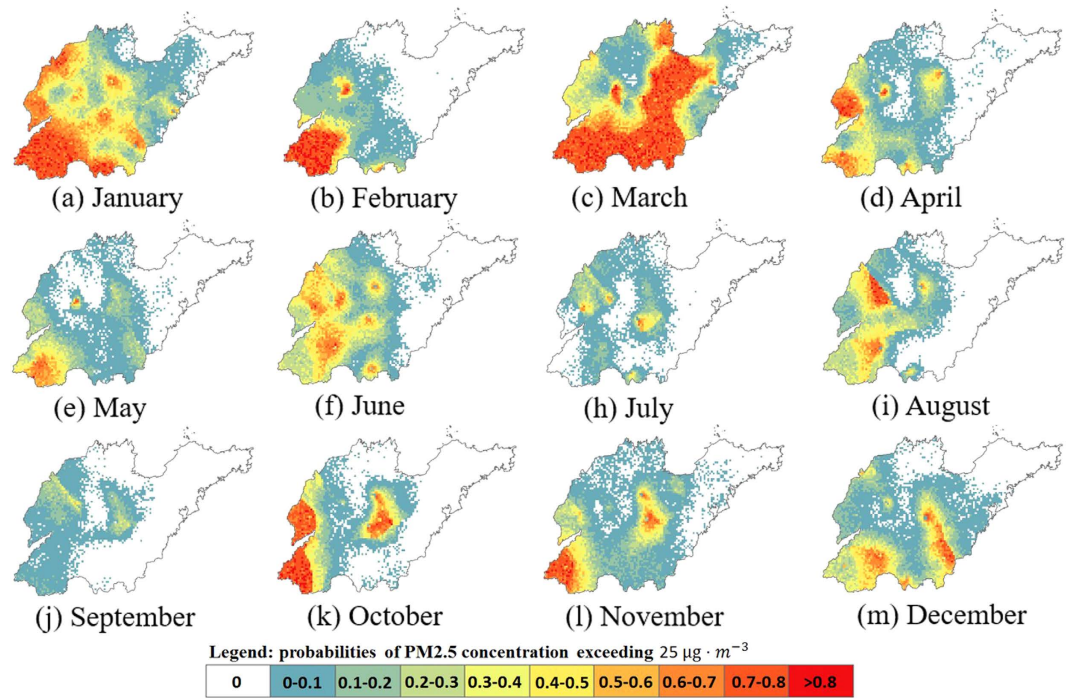 (a) January
(b) February
(c) March
(d) April
(e) May
(f) June
(h) July
(i) August
(j) September
(k) October
(l) November
(m) December
Legend: probabilities of PM2.5 concentration exceeding 25 μg · m⁻³
0 0-0.1 0.1-0.2 0.2-0.3 0.3-0.4 0.4-0.5 0.5-0.6 0.6-0.7 0.7-0.8 >0.8